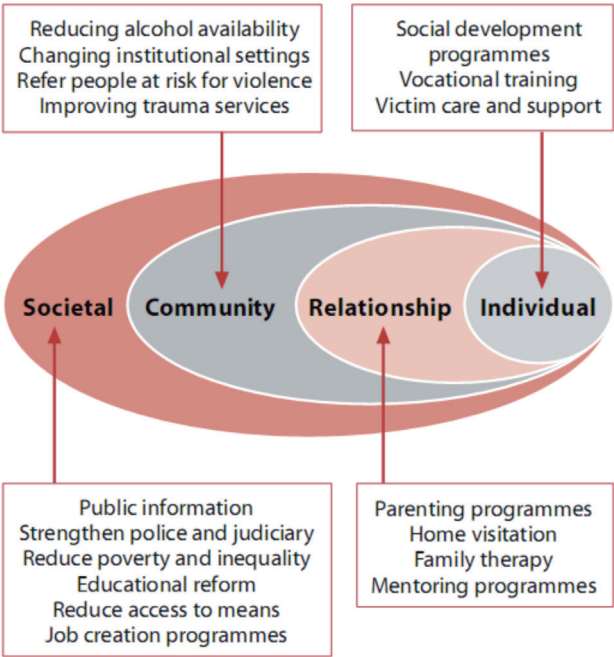 Reducing alcohol availability
Changing institutional settings
Refer people at risk for violence
Improving trauma services
Social development
programmes
Vocational training
Victim care and support
Societal
Community
Relationship
Individual
Public information
Strengthen police and judiciary
Reduce poverty and inequality
Educational reform
Reduce access to means
Job creation programmes
Parenting programmes
Home visitation
Family therapy
Mentoring programmes